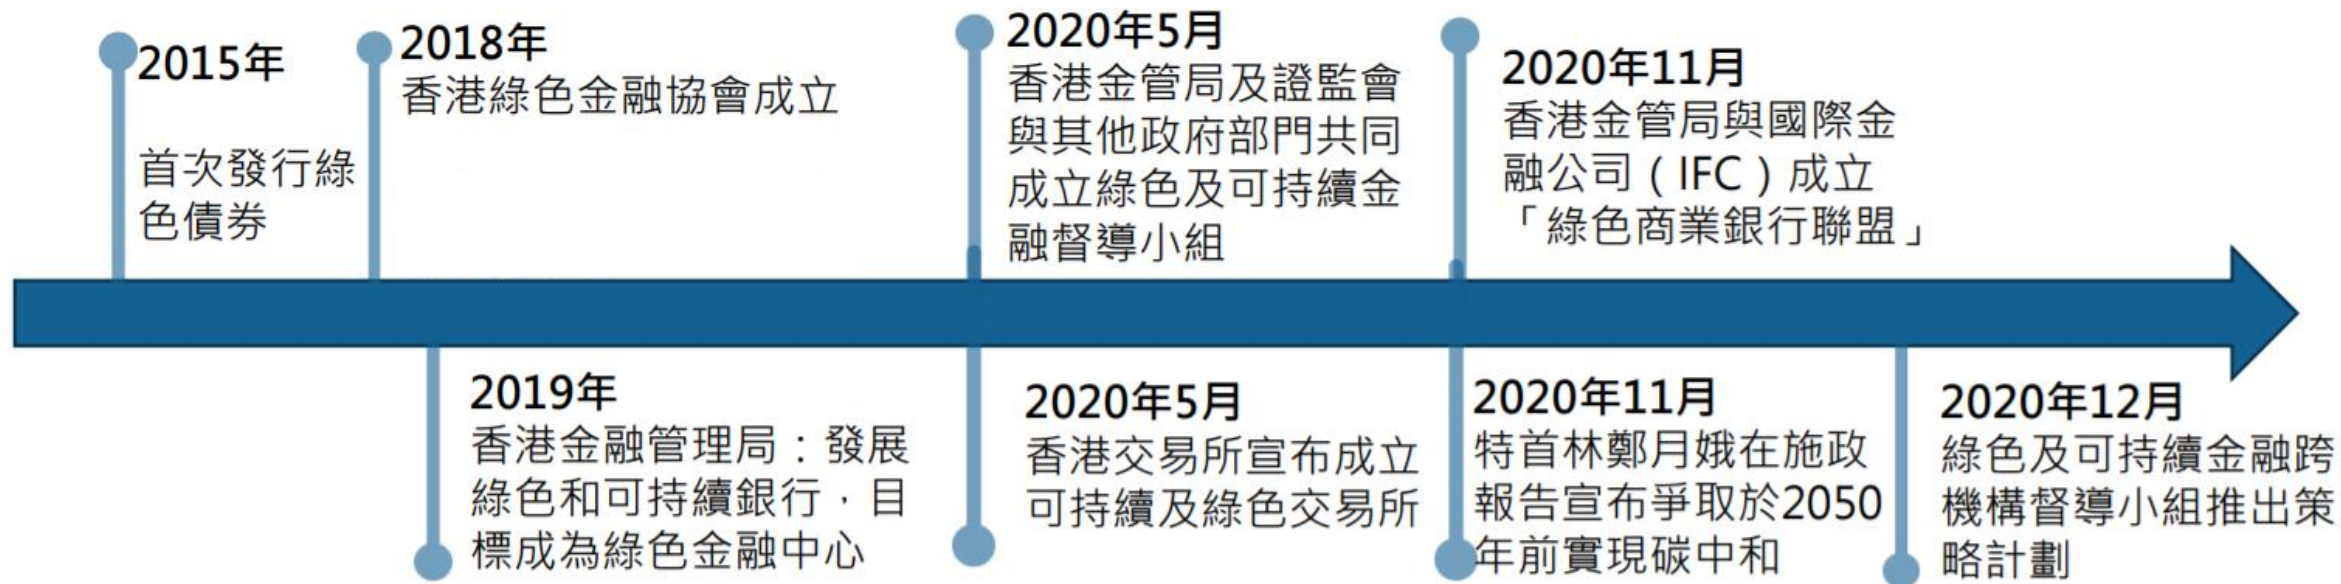 2015年
首次發行綠
色債券
2018年
香港綠色金融協會成立
2020年5月
香港金管局及證監會
與其他政府部門共同
成立綠色及可持續金
融督導小組
2020年11月
香港金管局與國際金
融公司（IFC）成立
「綠色商業銀行聯盟」
2019年
香港金融管理局：發展
綠色和可持續銀行，目
標成為綠色金融中心
2020年5月
香港交易所宣布成立
可持續及綠色交易所
2020年11月
特首林鄭月娥在施政
報告宣布爭取於2050
年前實現碳中和
2020年12月
綠色及可持續金融跨
機構督導小組推出策
略計劃